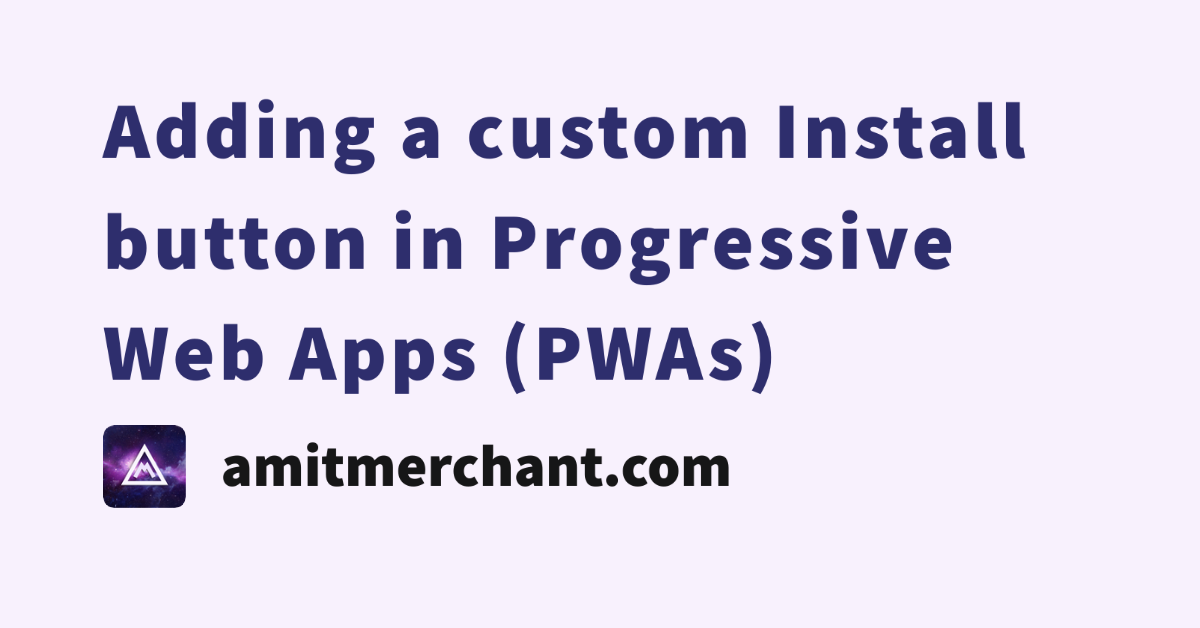 Adding a custom Install
button in Progressive
Web Apps (PWAs)
amitmerchant.com